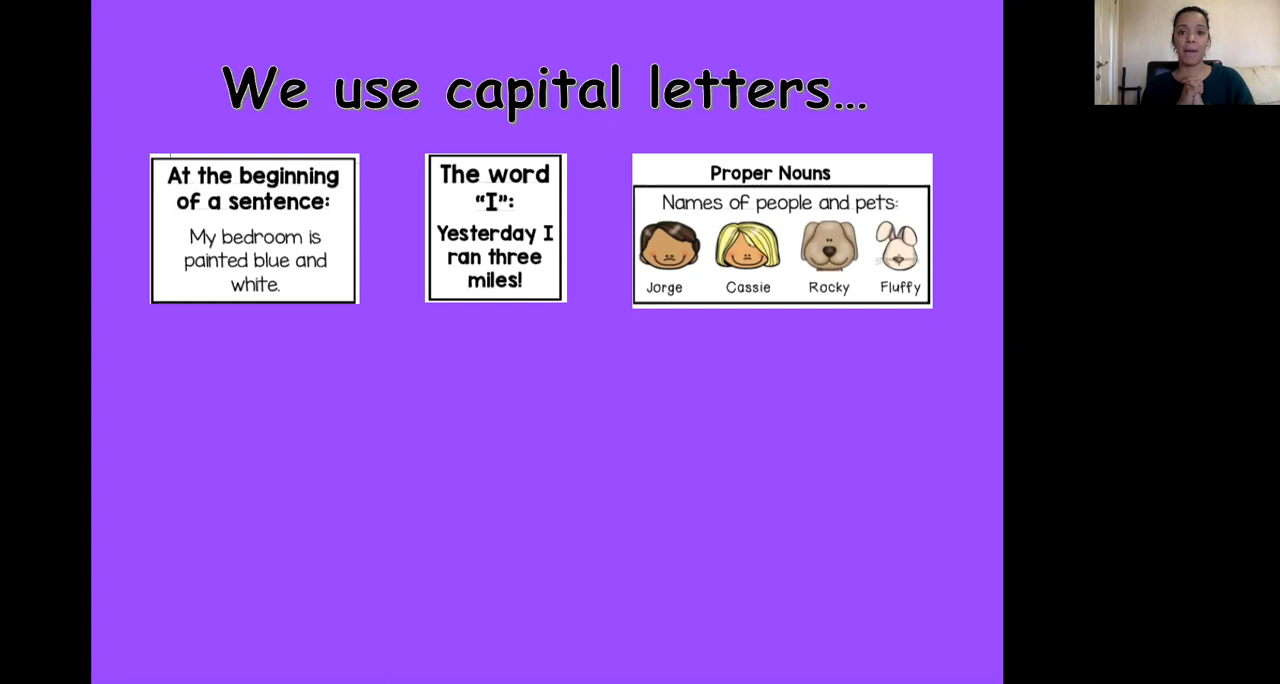 We use capital letters...
At the beginning
of a sentence:
My bedroom is
painted blue and
white.
The word
“I”:
Yesterday I
ran three
miles!
Proper Nouns
Names of people and pets:
Jorge Cassie Rocky Fluffy